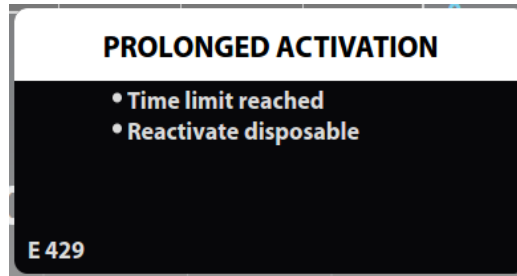 PROLONGED ACTIVATION
• Time limit reached
• Reactivate disposable
E 429